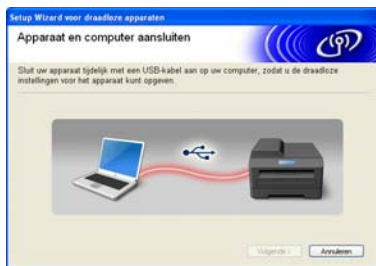 Setup Wizard voor draadloze apparaten
Apparaat en computer aansluiten
Sluit uw apparaat tijdelijk met een USB-kabel aan op uw computer, zodat u de draadloze
instellingen voor het apparaat kunt opgeven.
Volgende >
Annuleren